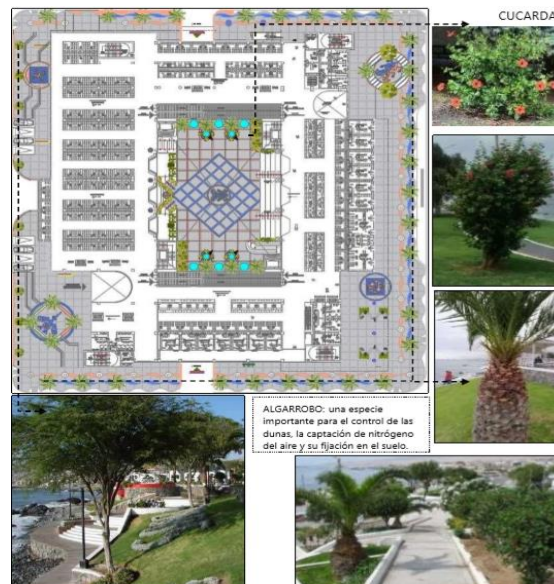 CUCARDA
ALGARROBO: una especie
importante para el control de las
dunas, la captación de nitrógeno
del aire y su fijación en el suelo.